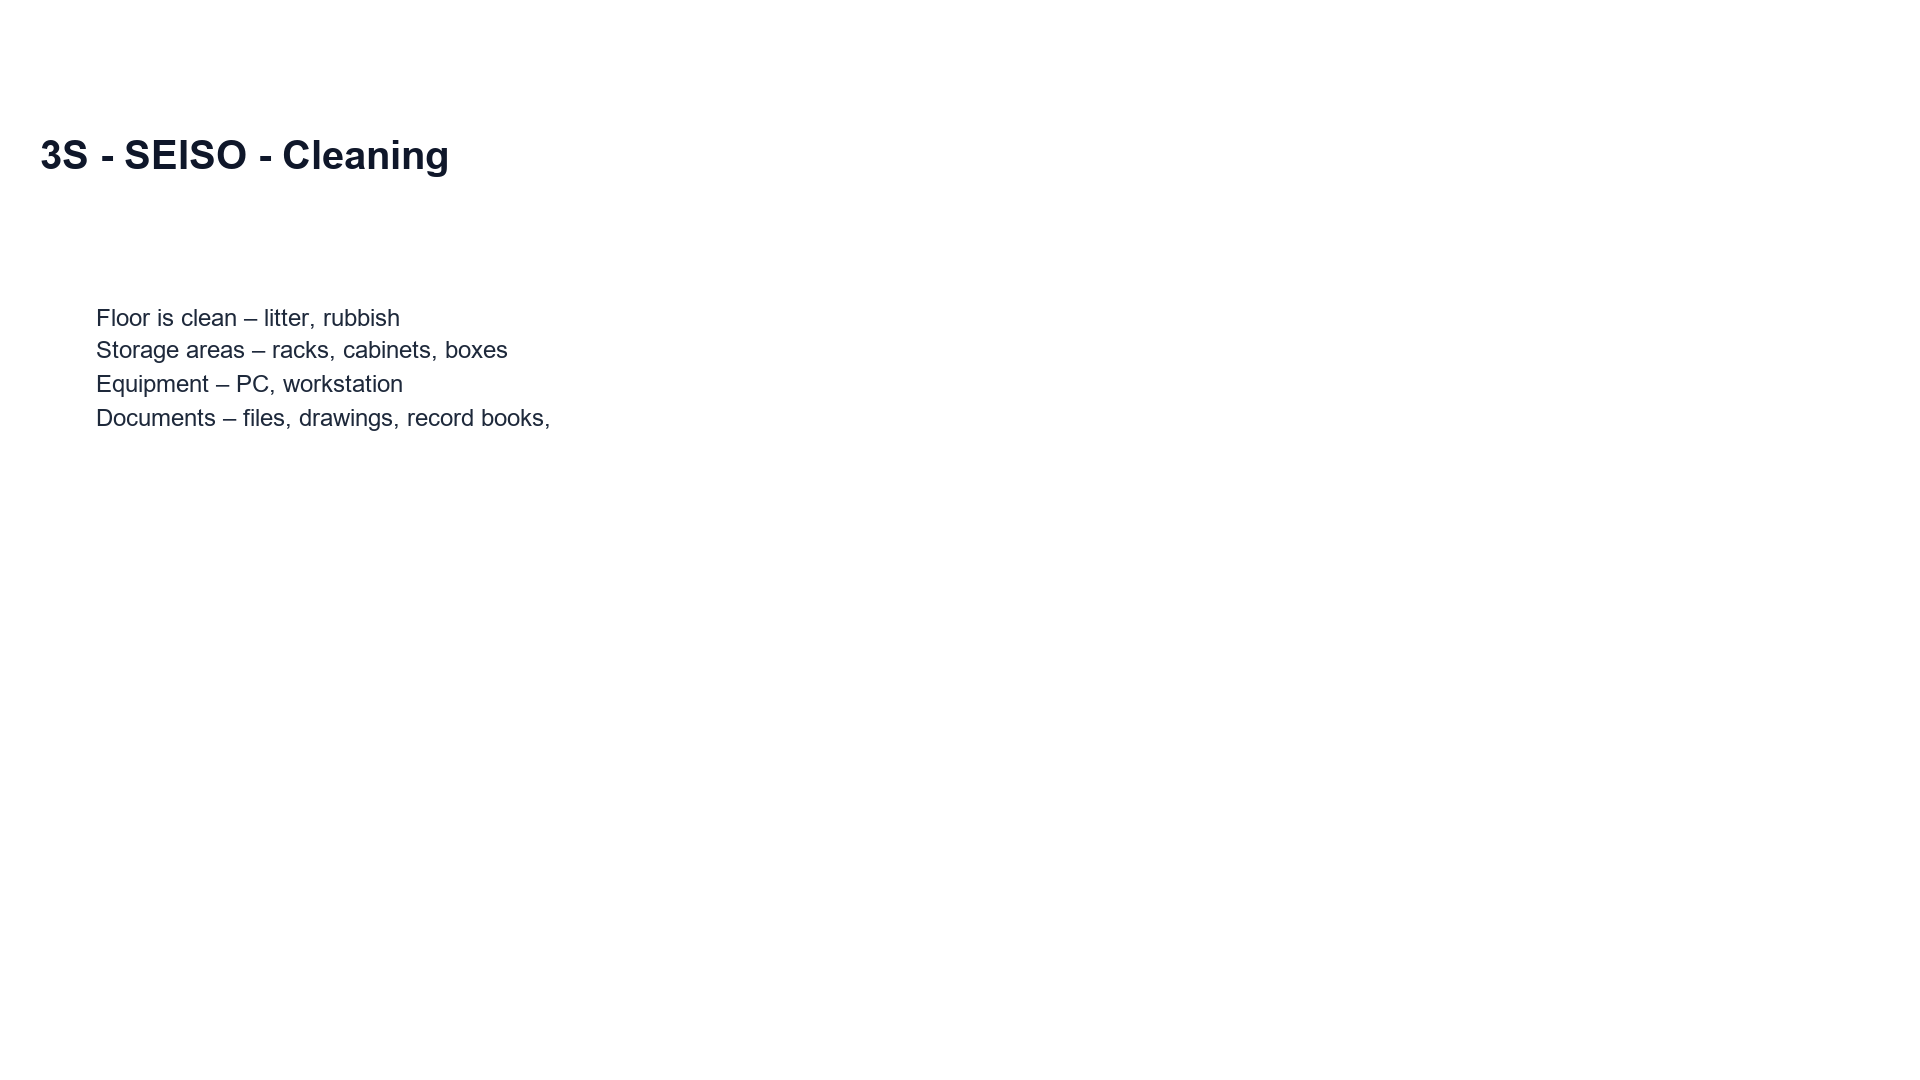 3S - SEISO - Cleaning
Floor is clean – litter, rubbish
Storage areas – racks, cabinets, boxes
Equipment – PC, workstation
Documents – files, drawings, record books,